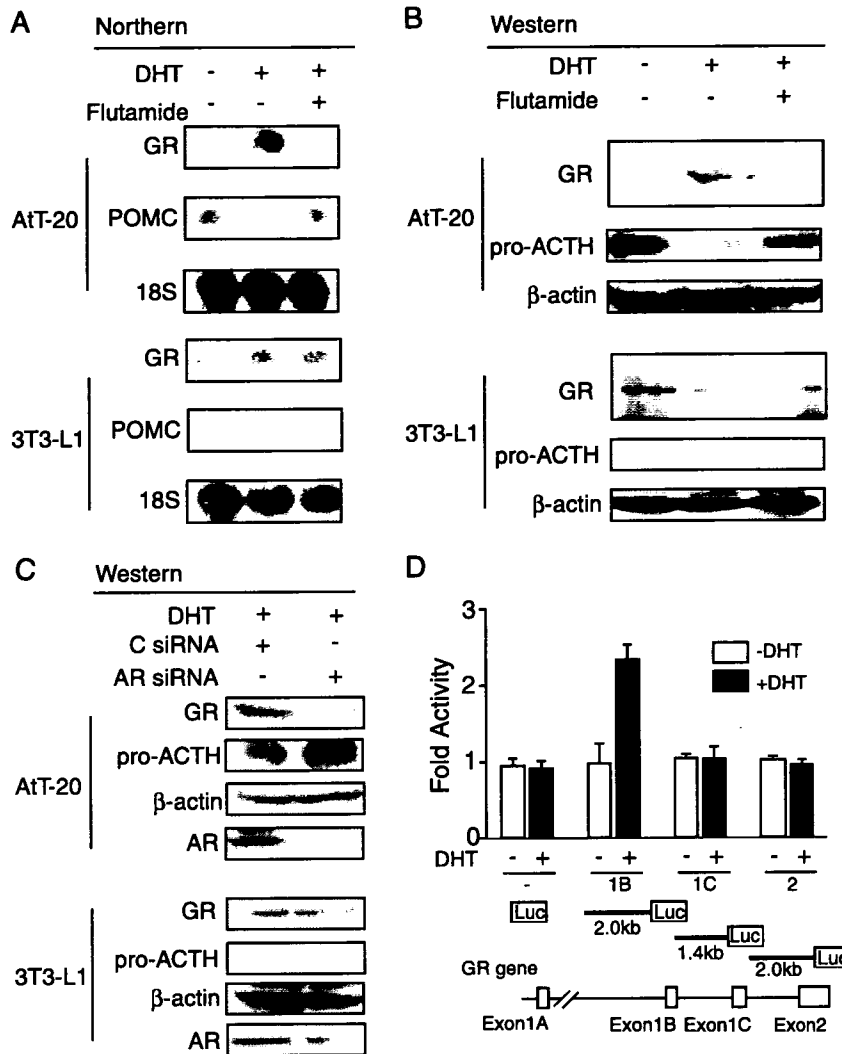 A
Northern
DHT - + +
Flutamide - - +
AtT-20
GR
POMC
18S
3T3-L1
GR
POMC
18S
B
Western
DHT - + +
Flutamide - - +
AtT-20
GR
pro-ACTH
β-actin
3T3-L1
GR
pro-ACTH
β-actin
C
Western
DHT + +
C siRNA + -
AR siRNA - +
AtT-20
GR
pro-ACTH
β-actin
AR
3T3-L1
GR
pro-ACTH
β-actin
AR
D
Fold Activity
3
2
1
0
-DHT
+DHT
DHT - + - + - + - +
- 1B 1C 2
Luc
Luc
2.0kb
Luc
1.4kb
Luc
2.0kb
GR gene
Exon1A Exon1B Exon1C Exon2